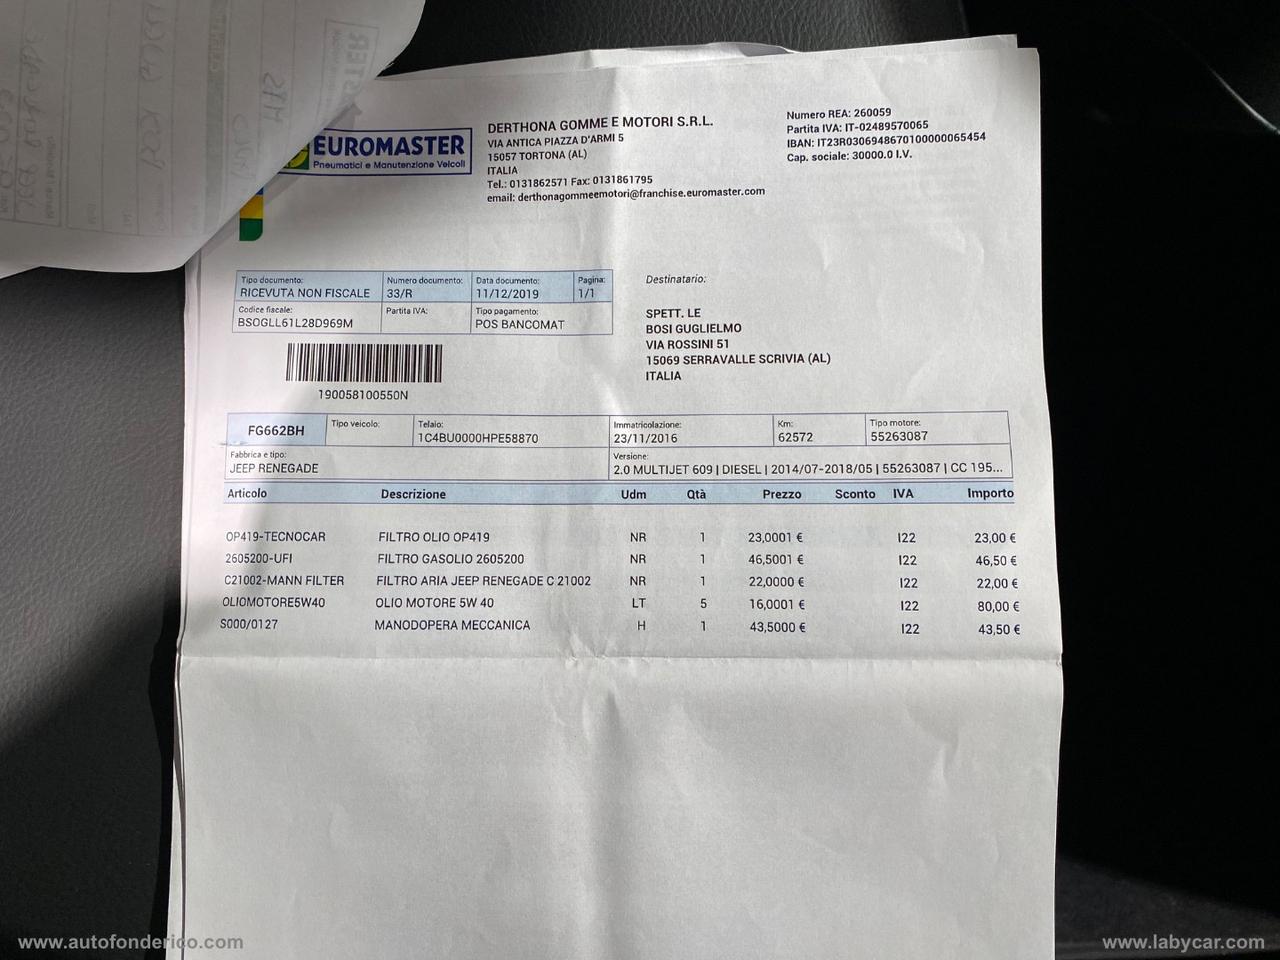 EUROMASTER
Pneumatici e Manutenzione Veicoli
DERTHONA GOMME E MOTORI S.R.L.
VIA ANTICA PIAZZA D'ARMI 5
15057 TORTONA (AL)
ITALIA
Tel.: 0131862571 Fax: 0131861795
email: derthonagommeemotori@franchise.euromaster.com
Numero REA: 260059
Partita IVA: IT-02489570065
IBAN: IT23R0306948670100000065454
Cap. sociale: 30000.0 I.V.
Tipo documento: Numero documento: Data documento: Pagina:
RICEVUTA NON FISCALE 33/R 11/12/2019 1/1
Codice fiscale: Partita IVA: Tipo pagamento:
BSOGLL61L28D969M POS BANCOMAT
190058100550N
Destinatario:
SPETT. LE
BOSI GUGLIELMO
VIA ROSSINI 51
15069 SERRAVALLE SCRIVIA (AL)
ITALIA
FG662BH Tipo veicolo: Telaio: Immatricolazione: Km: Tipo motore:
1C4BU0000HPE58870 23/11/2016 62572 55263087
Fabbrica e tipo: Versione:
JEEP RENEGADE 2.0 MULTIJET 609 | DIESEL | 2014/07-2018/05 | 55263087 | CC 195...
Articolo Descrizione Udm Qtà Prezzo Sconto IVA Importo
OP419-TECNOCAR FILTRO OLIO OP419 NR 1 23,0001 € I22 23,00 €
2605200-UFI FILTRO GASOLIO 2605200 NR 1 46,5001 € I22 46,50 €
C21002-MANN FILTER FILTRO ARIA JEEP RENEGADE C 21002 NR 1 22,0000 € I22 22,00 €
OLIOMOTORE5W40 OLIO MOTORE 5W 40 LT 5 16,0001 € I22 80,00 €
S000/0127 MANODOPERA MECCANICA H 1 43,5000 € I22 43,50 €
www.autofonderico.com
www.labycar.com